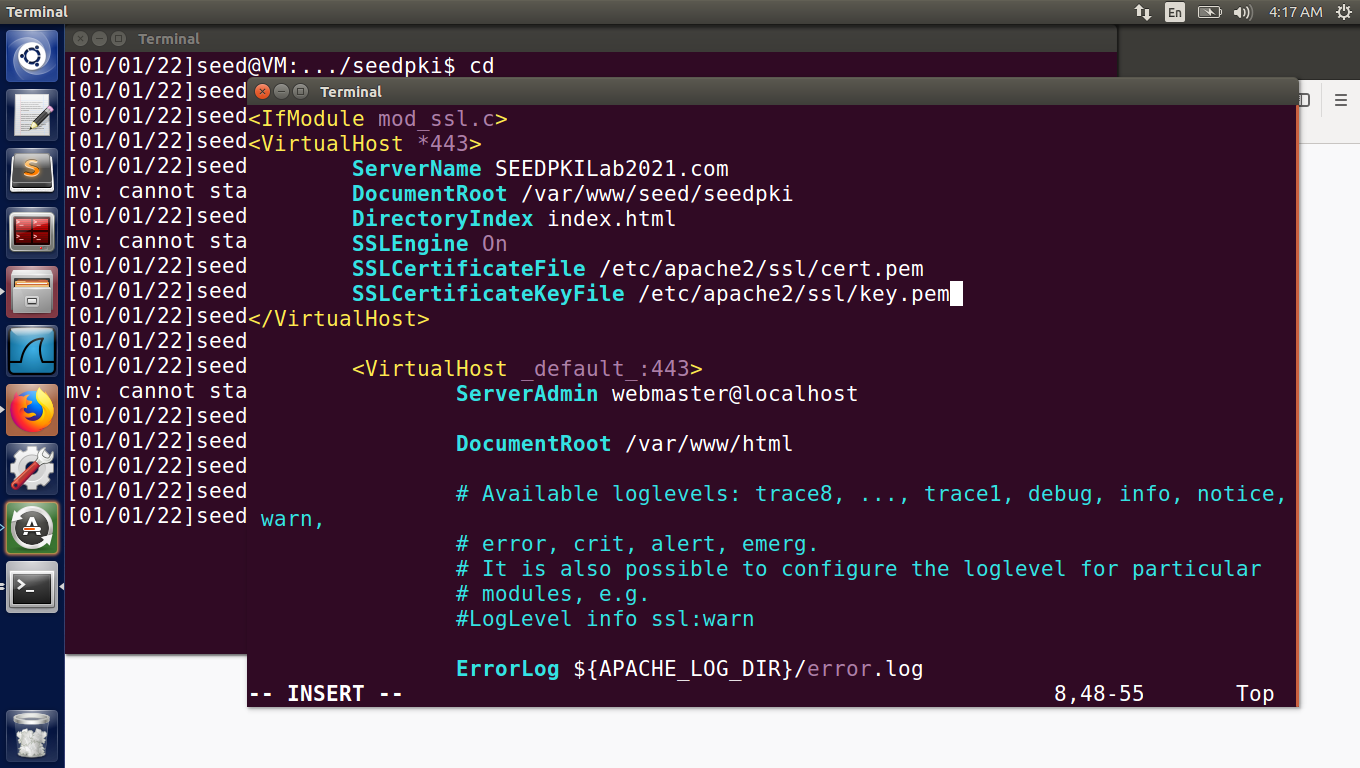 Terminal
En
4:17 AM
Terminal
[01/01/22]seed@VM:.../seedpki$ cd
[01/01/22]seed
[01/01/22]seed
[01/01/22]seed
[01/01/22]seed
mv: cannot sta
[01/01/22]seed
mv: cannot sta
[01/01/22]seed
[01/01/22]seed
[01/01/22]seed
[01/01/22]seed
[01/01/22]seed
mv: cannot sta
[01/01/22]seed
[01/01/22]seed
[01/01/22]seed
[01/01/22]seed
[01/01/22]seed
Terminal
<IfModule mod_ssl.c>
<VirtualHost *443>
ServerName SEEDPKILab2021.com
DocumentRoot /var/www/seed/seedpki
DirectoryIndex index.html
SSLEngine On
SSLCertificateFile /etc/apache2/ssl/cert.pem
SSLCertificateKeyFile /etc/apache2/ssl/key.pem
</VirtualHost>
<VirtualHost _default_:443>
ServerAdmin webmaster@localhost
DocumentRoot /var/www/html
# Available loglevels: trace8, ..., trace1, debug, info, notice,
warn,
# error, crit, alert, emerg.
# It is also possible to configure the loglevel for particular
# modules, e.g.
#LogLevel info ssl:warn
ErrorLog ${APACHE_LOG_DIR}/error.log
-- INSERT -- 8,48-55 Top